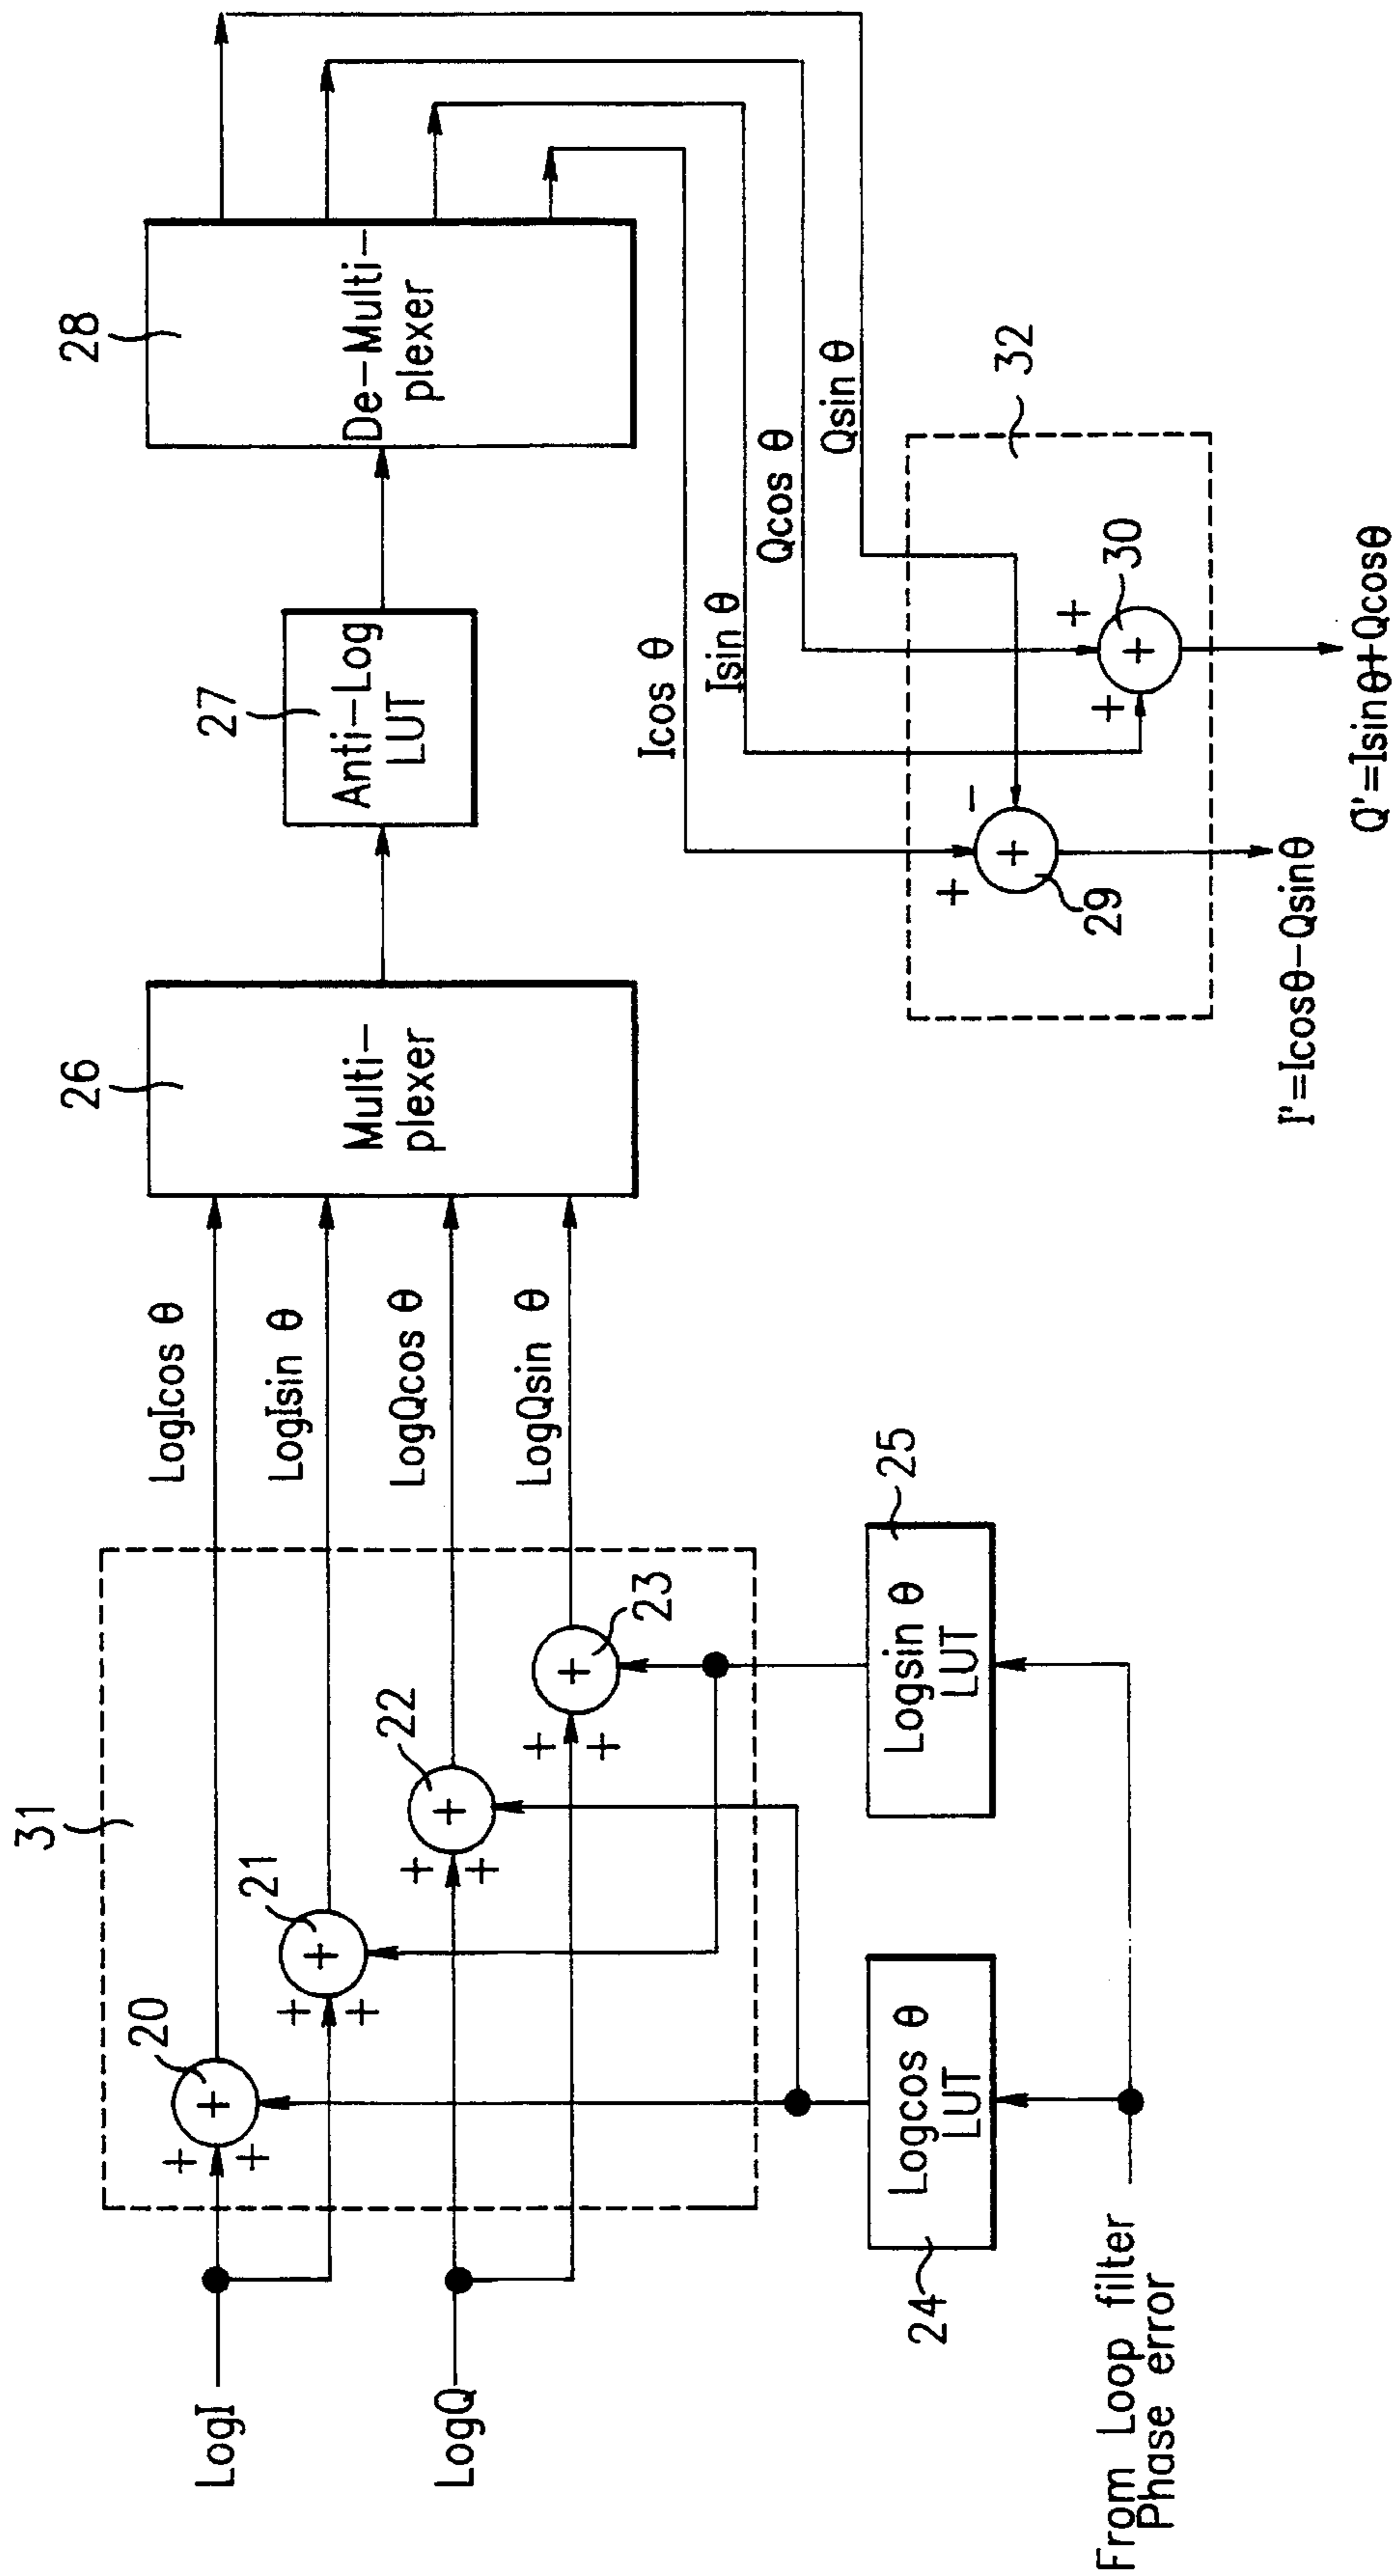 31
20
21
22
23
LogI
LogQ
LogIcos θ
LogIsin θ
LogQcos θ
LogQsin θ
+
+
+
+
+
+
+
+
+
+
+
+
24
Logcos θ
LUT
25
Logsin θ
LUT
From Loop filter
Phase error
26
Multi-
plexer
27
Anti-Log
LUT
28
De-Multi-
plexer
Icos θ
Isin θ
Qcos θ
Qsin θ
32
+
-
+
29
+
+
+
30
I'=Icosθ-Qsinθ
Q'=Isinθ+Qcosθ